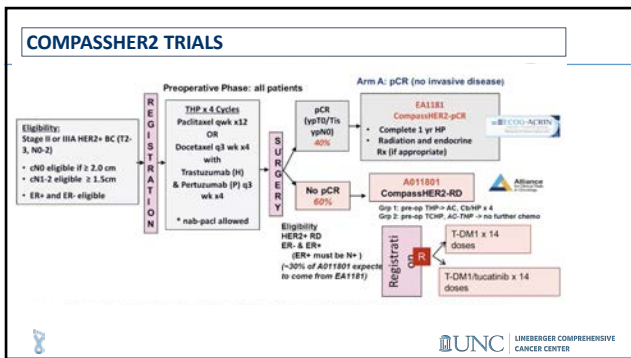 COMPASSHER2 TRIALS
Preoperative Phase: all patients
Arm A: pCR (no invasive disease)
Eligibility:
Stage II or IIIA HER2+ BC (T2-
3, N0-2)
• cN0 eligible if ≥ 2.0 cm
• cN1-2 eligible ≥ 1.5cm
• ER+ and ER- eligible
REGISTRATION
THP x 4 Cycles
Paclitaxel qwk x12
OR
Docetaxel q3 wk x4
with
Trastuzumab (H)
& Pertuzumab (P) q3
wk x4
* nab-pacl allowed
SURGERY
pCR
(ypT0/Tis
ypN0)
40%
EA1181
CompassHER2-pCR
• Complete 1 yr HP
• Radiation and endocrine
Rx (if appropriate)
ECOG-ACRIN
No pCR
60%
A011801
CompassHER2-RD
Alliance
Grp 1: pre-op THP-> AC, Cb/HP x 4
Grp 2: pre-op TCHP, AC-TMP -> no further chemo
Eligibility
HER2+ RD
ER- & ER+
(ER+ must be N+ )
(~30% of A011801 expecte
to come from EA1181)
Registrati
on
R
T-DM1 x 14
doses
T-DM1/tucatinib x 14
doses
UNC
LINEBERGER COMPREHENSIVE
CANCER CENTER